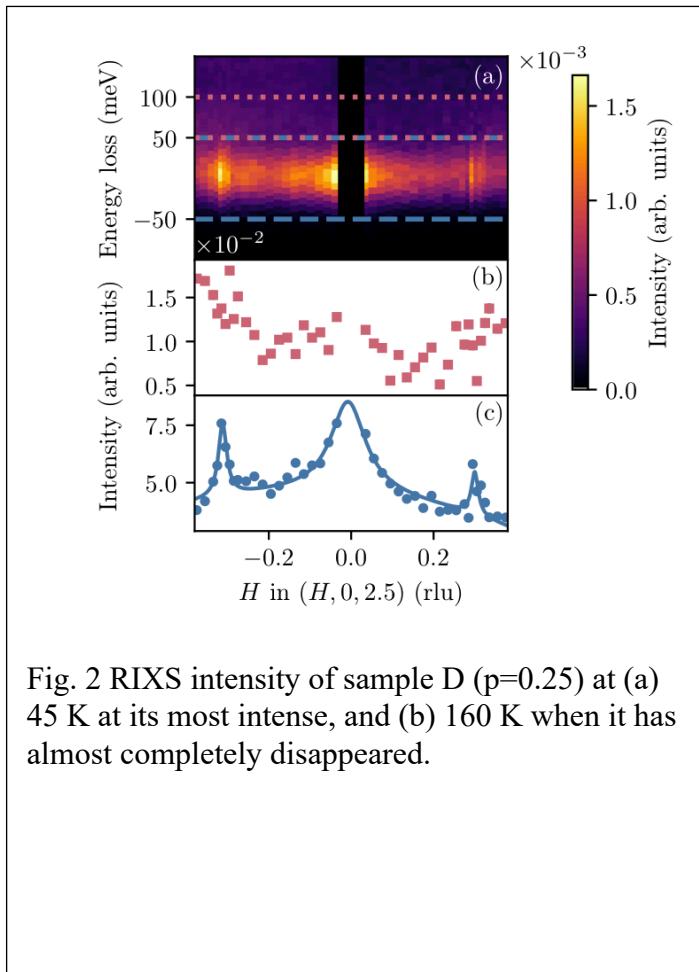 ×10⁻³
(a)
Energy loss (meV)
100
50
−50
×10⁻²
1.5
1.0
0.5
0.0
Intensity (arb. units)
(b)
1.5
1.0
0.5
Intensity (arb. units)
(c)
7.5
5.0
−0.2
0.0
0.2
H in (H, 0, 2.5) (rlu)
Fig. 2 RIXS intensity of sample D (p=0.25) at (a)
45 K at its most intense, and (b) 160 K when it has
almost completely disappeared.